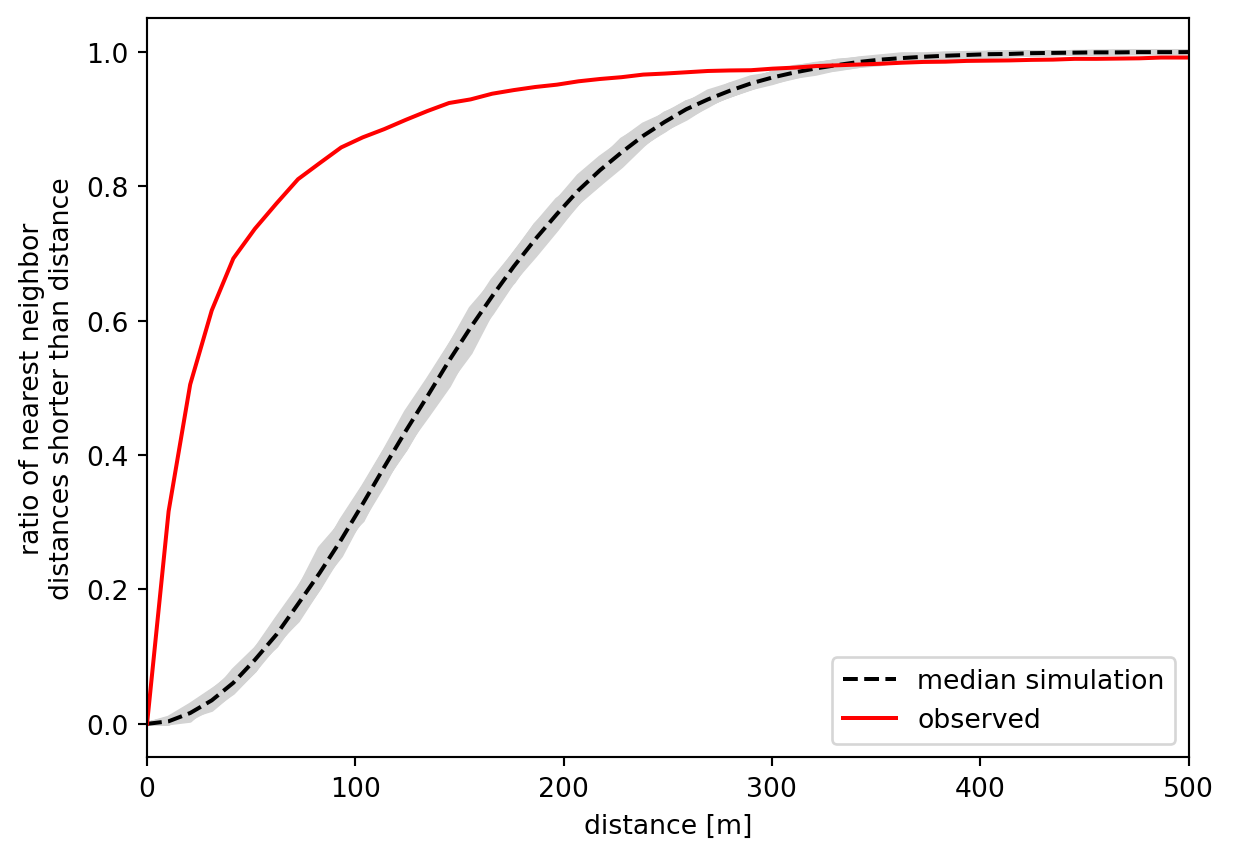 1.0
0.8
0.6
0.4
0.2
0.0
ratio of nearest neighbor
distances shorter than distance
median simulation
observed
0 100 200 300 400 500
distance [m]